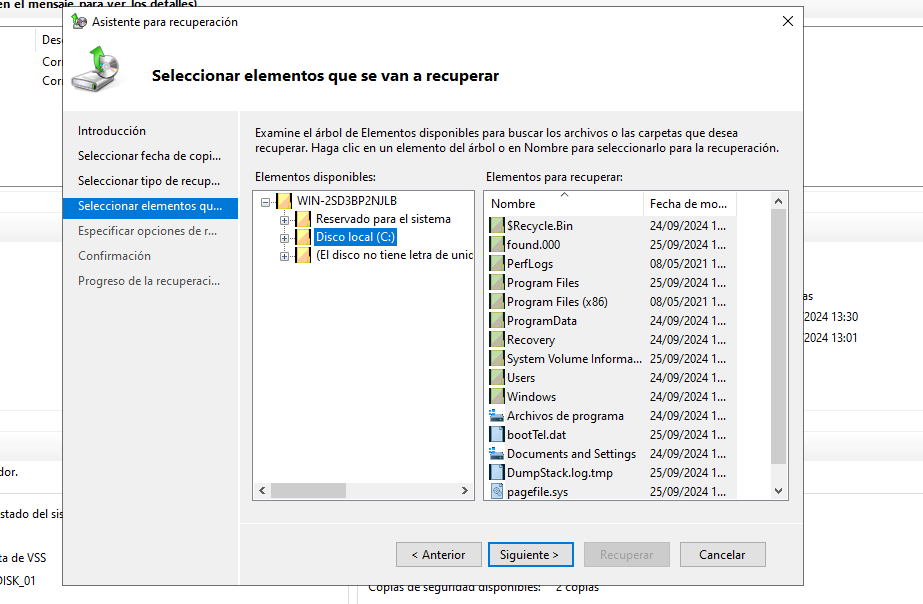 en el mensaje para ver los detalles)
Asistente para recuperación
Seleccionar elementos que se van a recuperar
Introducción
Seleccionar fecha de copi...
Seleccionar tipo de recup...
Seleccionar elementos qu...
Especificar opciones de r...
Confirmación
Progreso de la recuperaci...
Examine el árbol de Elementos disponibles para buscar los archivos o las carpetas que desea
recuperar. Haga clic en un elemento del árbol o en Nombre para seleccionarlo para la recuperación.
Elementos disponibles:
WIN-2SD3BP2NJLB
Reservado para el sistema
Disco local (C:)
(El disco no tiene letra de unic
Elementos para recuperar:
Nombre Fecha de mo...
$Recycle.Bin 24/09/2024 1...
found.000 25/09/2024 1...
PerfLogs 08/05/2021 1...
Program Files 25/09/2024 1...
Program Files (x86) 08/05/2021 1...
ProgramData 24/09/2024 1...
Recovery 24/09/2024 1...
System Volume Informa... 25/09/2024 1...
Users 24/09/2024 1...
Windows 24/09/2024 1...
Archivos de programa 24/09/2024 1...
bootTel.dat 25/09/2024 1...
Documents and Settings 24/09/2024 1...
DumpStack.log.tmp 25/09/2024 1...
pagefile.sys 25/09/2024 1...
< Anterior
Siguiente >
Recuperar
Cancelar
Des
Cor
Cor
as
2024 13:30
2024 13:01
dor.
stado del sis
ta de VSS
DISK_01
Copias de seguridad disponibles: 2 copias